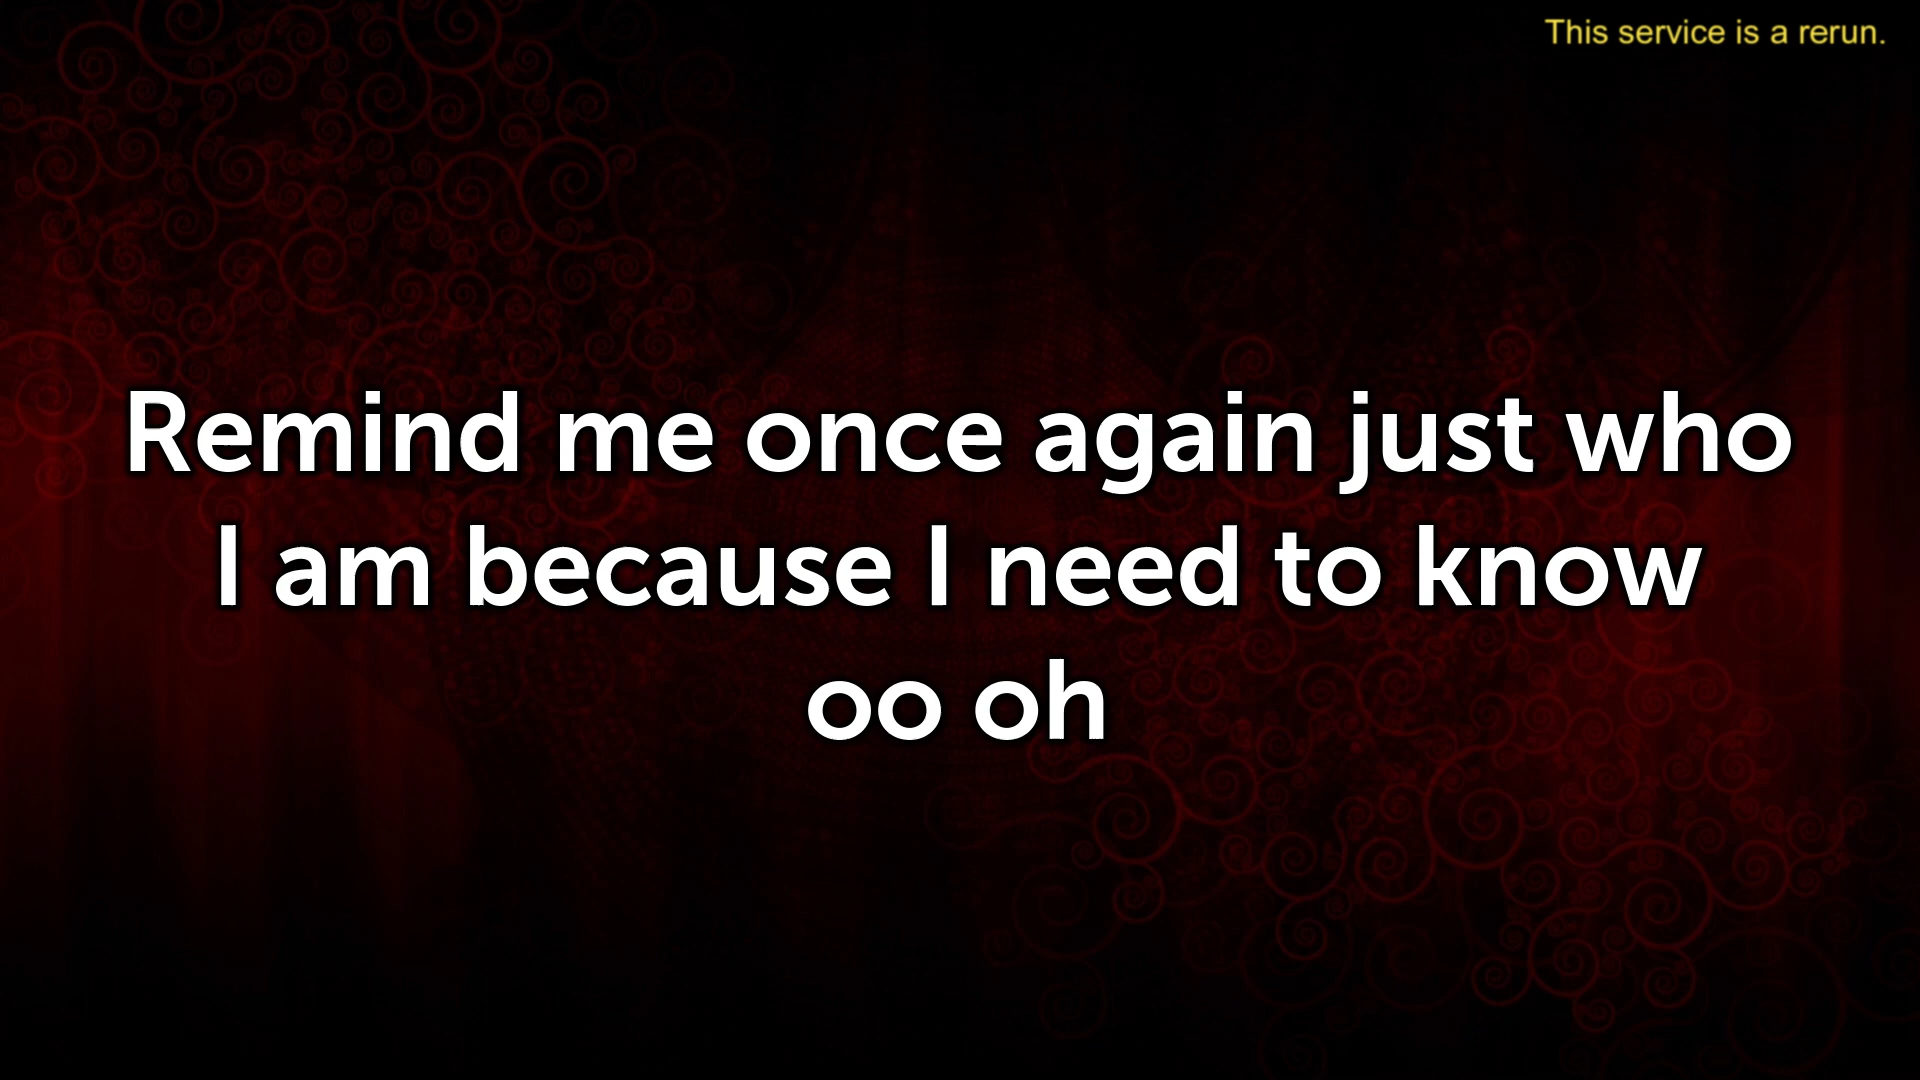 This service is a rerun.
Remind me once again just who
I am because I need to know
oo oh